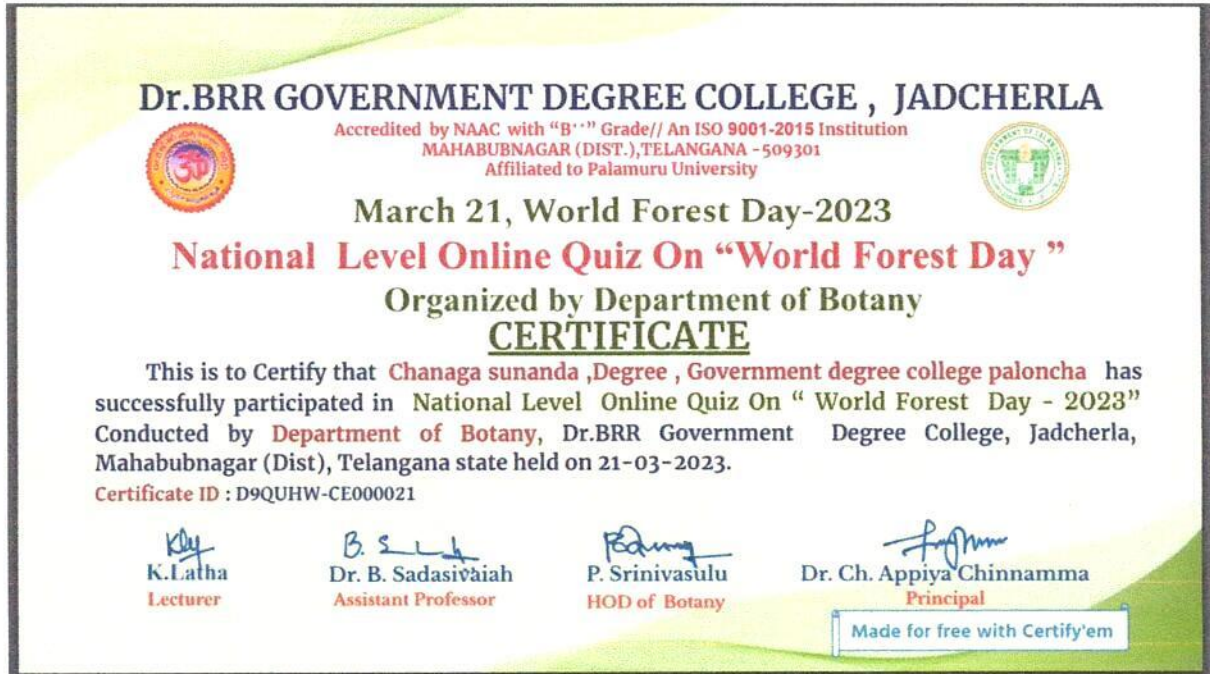 Dr.BRR GOVERNMENT DEGREE COLLEGE , JADCHERLA
Accredited by NAAC with “B⁺⁺” Grade// An ISO 9001-2015 Institution
MAHABUBNAGAR (DIST.),TELANGANA - 509301
Affiliated to Palamuru University
March 21, World Forest Day-2023
National Level Online Quiz On “World Forest Day ”
Organized by Department of Botany
CERTIFICATE
This is to Certify that Chanaga sunanda ,Degree , Government degree college paloncha has
successfully participated in National Level Online Quiz On “ World Forest Day - 2023”
Conducted by Department of Botany, Dr.BRR Government Degree College, Jadcherla,
Mahabubnagar (Dist), Telangana state held on 21-03-2023.
Certificate ID : D9QUHW-CE000021
K.Latha
Lecturer
Dr. B. Sadasivaiah
Assistant Professor
P. Srinivasulu
HOD of Botany
Dr. Ch. Appiya Chinnamma
Principal
Made for free with Certify'em